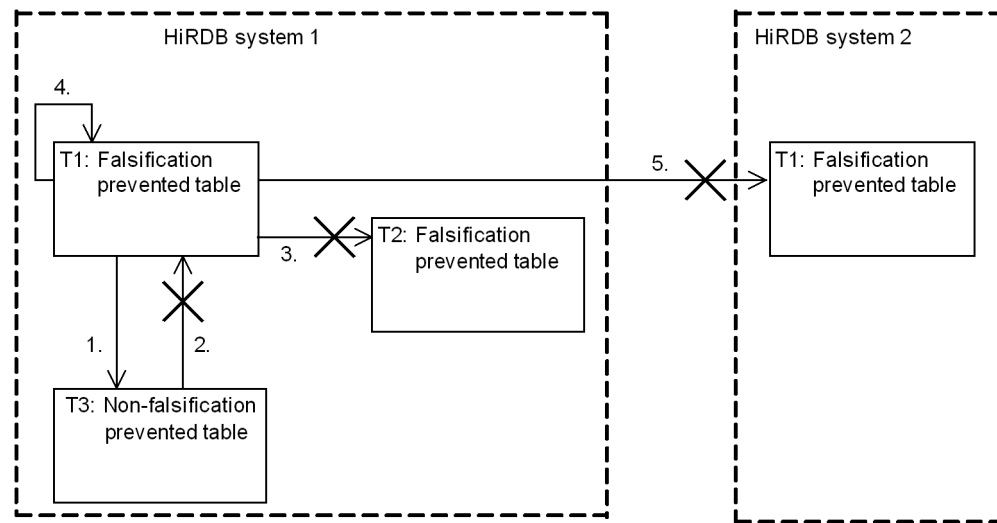 HiRDB system 1
HiRDB system 2
4.
T1: Falsification
prevented table
5.
T1: Falsification
prevented table
3.
T2: Falsification
prevented table
1.
2.
T3: Non-falsification
prevented table